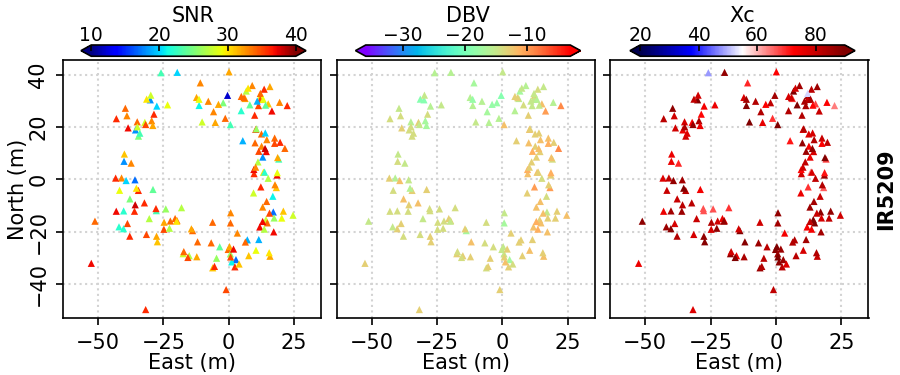 SNR DBV Xc
10 20 30 40 −30 −20 −10 20 40 60 80
40
20
0
−20
−40
North (m)
−50 −25 0 25 −50 −25 0 25 −50 −25 0 25
East (m) East (m) East (m)
IR5209